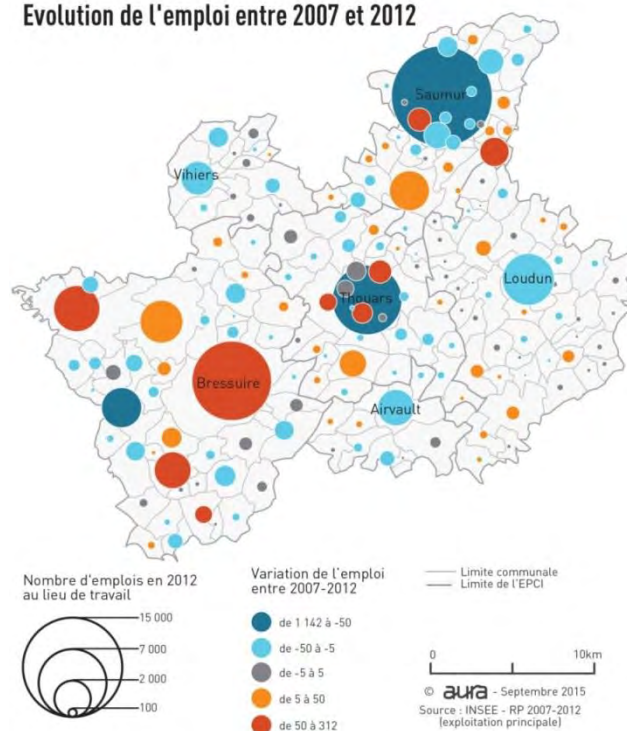 Evolution de l'emploi entre 2007 et 2012
Saumur
Vihiers
Loudun
Thouars
Bressuire
Airvault
Nombre d'emplois en 2012
au lieu de travail
15 000
7 000
2 000
100
Variation de l'emploi
entre 2007-2012
de 1 142 à -50
de -50 à -5
de -5 à 5
de 5 à 50
de 50 à 312
Limite communale
Limite de l'EPCI
0 10km
© aura - Septembre 2015
Source : INSEE - RP 2007-2012
(exploitation principale)